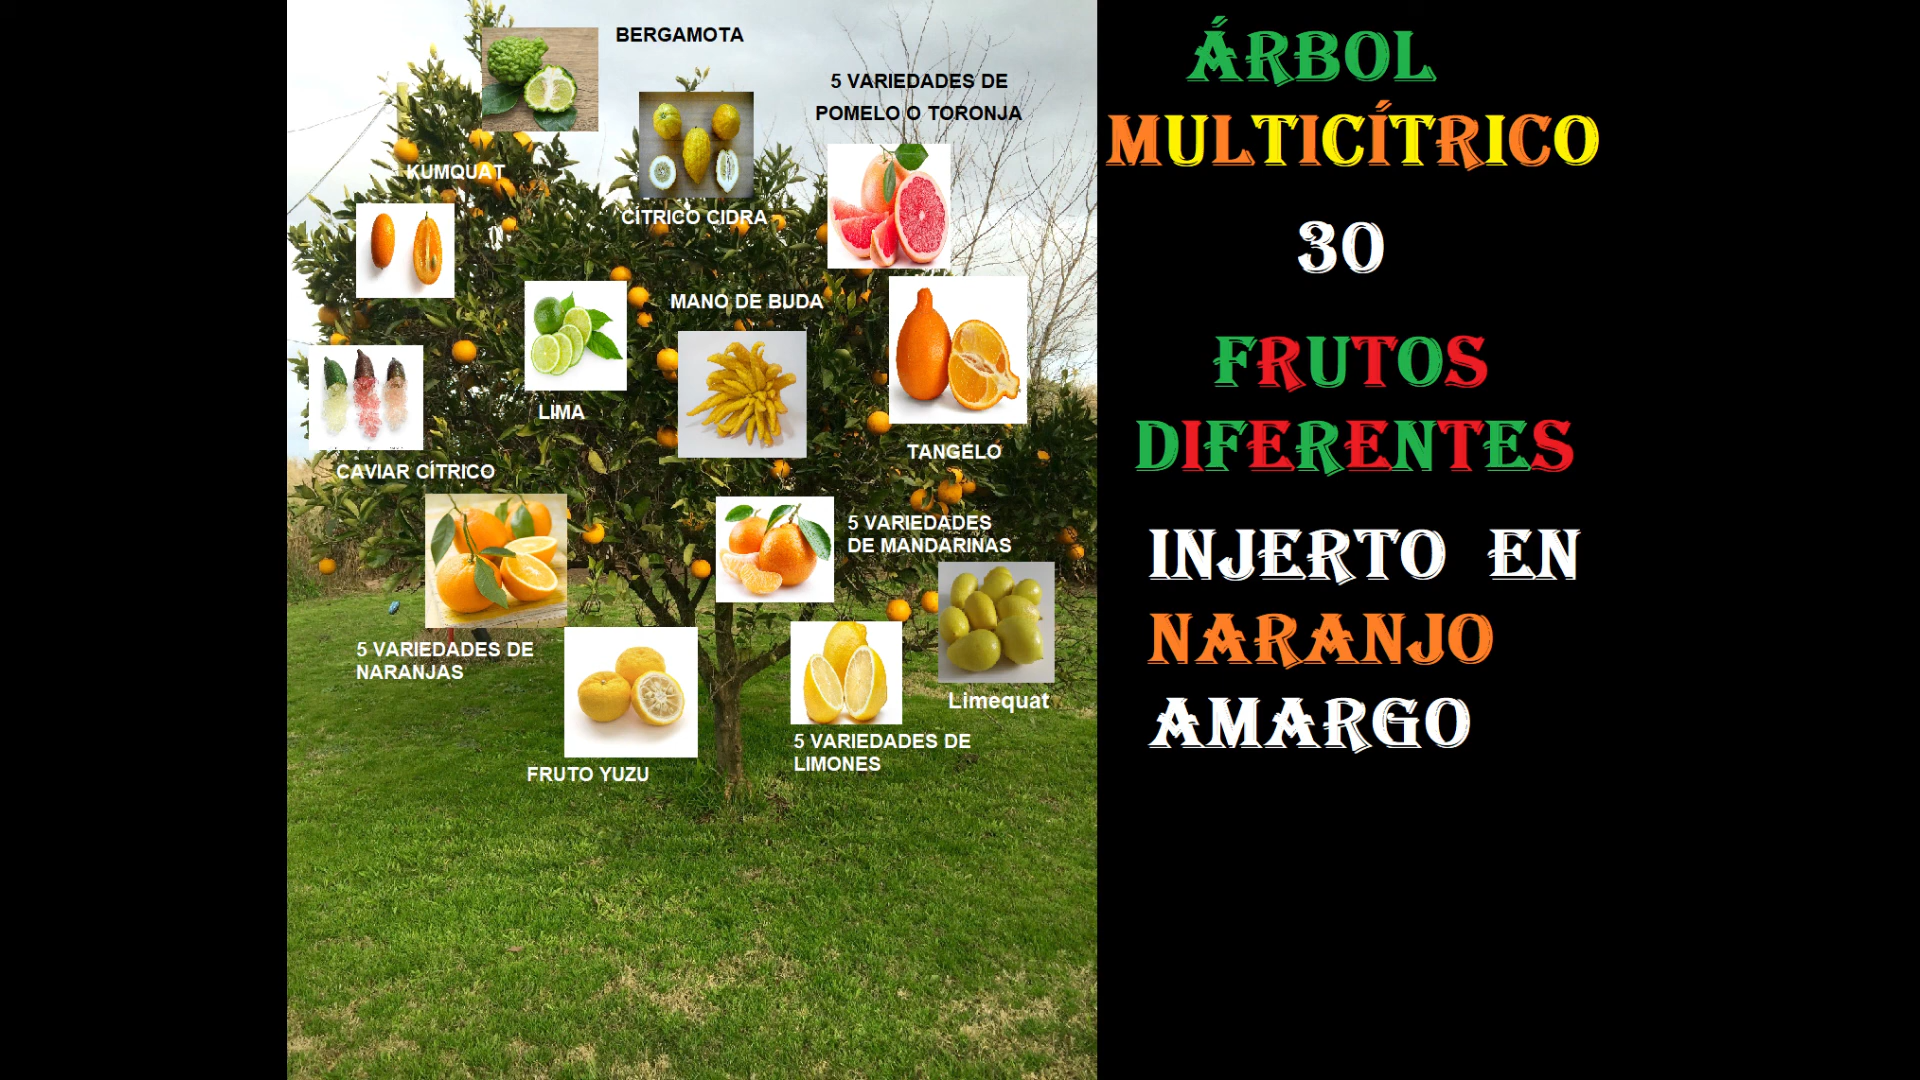 BERGAMOTA
5 VARIEDADES DE
POMELO O TORONJA
KUMQUAT
CÍTRICO CIDRA
MANO DE BUDA
LIMA
TANGELO
CAVIAR CÍTRICO
5 VARIEDADES
DE MANDARINAS
5 VARIEDADES DE
NARANJAS
Limequat
5 VARIEDADES DE
LIMONES
FRUTO YUZU
ÁRBOL
MULTICÍTRICO
30
FRUTOS
DIFERENTES
INJERTO EN
NARANJO
AMARGO